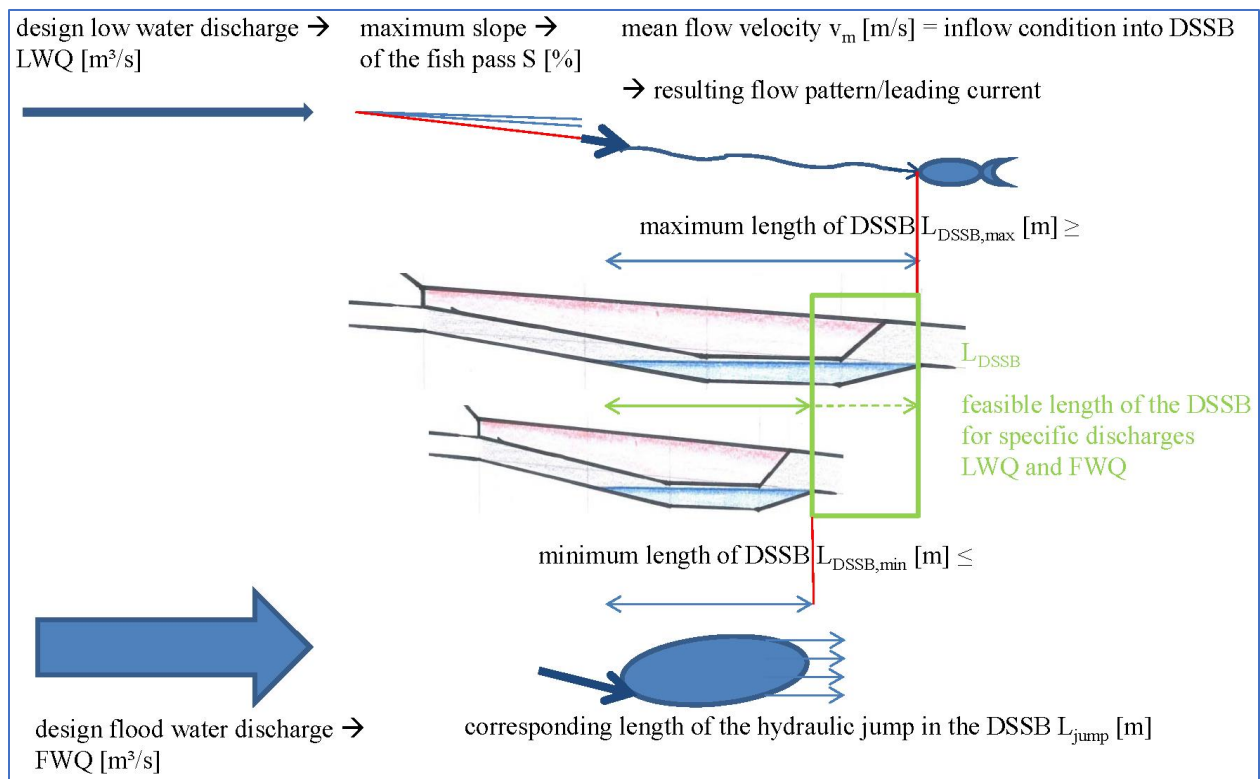 design low water discharge →
LWQ [m³/s]
maximum slope →
of the fish pass S [%]
mean flow velocity vm [m/s] = inflow condition into DSSB
→ resulting flow pattern/leading current
maximum length of DSSB LDSSB,max [m] ≥
LDSSB
feasible length of the DSSB
for specific discharges
LWQ and FWQ
minimum length of DSSB LDSSB,min [m] ≤
design flood water discharge →
FWQ [m³/s]
corresponding length of the hydraulic jump in the DSSB Ljump [m]